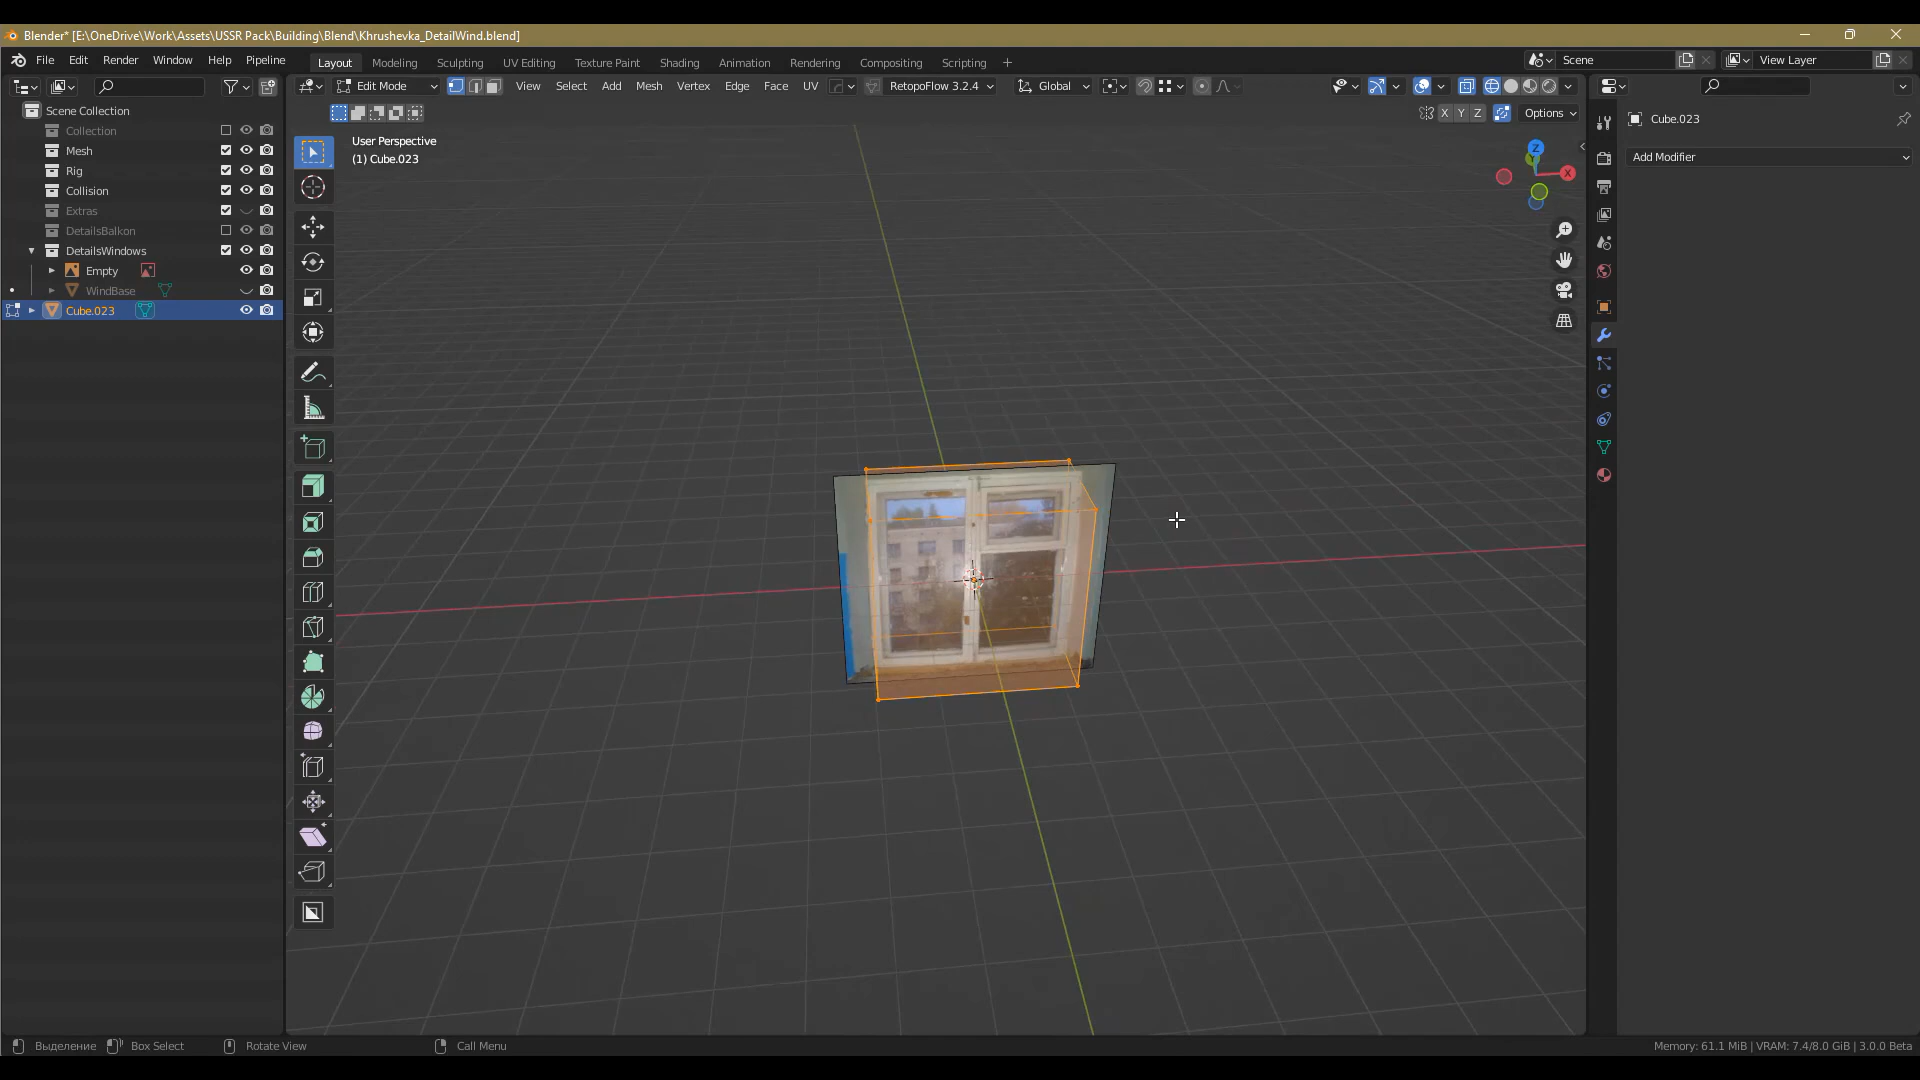 Blender* [E:\OneDrive\Work\Assets\USSR Pack\Building\Blend\Khrushevka_DetailWind.blend]
File Edit Render Window Help Pipeline Layout Modeling Sculpting UV Editing Texture Paint Shading Animation Rendering Compositing Scripting + Scene View Layer
Edit Mode View Select Add Mesh Vertex Edge Face UV RetopoFlow 3.2.4 Global
X Y Z Options
Scene Collection
Collection
Mesh
Rig
Collision
Extras
DetailsBalkon
DetailsWindows
Empty
WindBase
Cube.023
User Perspective
(1) Cube.023
Z
Y
X
Cube.023
Add Modifier
Выделение Box Select Rotate View Call Menu Memory: 61.1 MiB | VRAM: 7.4/8.0 GiB | 3.0.0 Beta